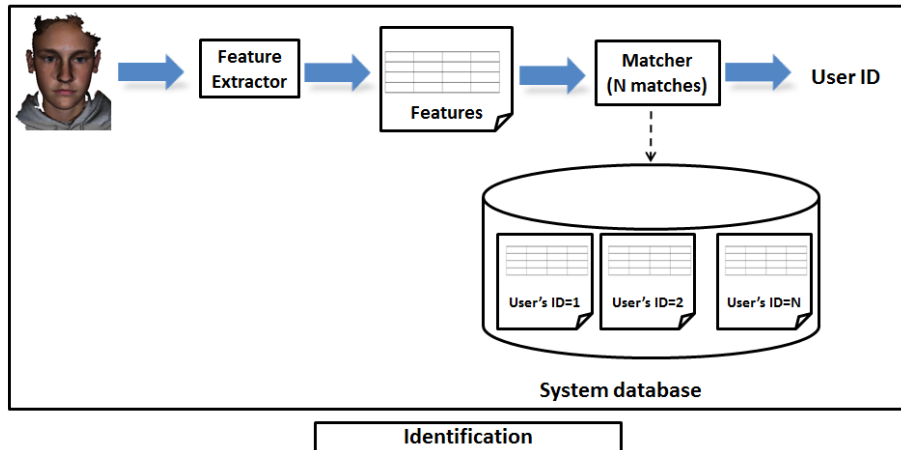 Feature
Extractor
Features
Matcher
(N matches)
User ID
User's ID=1
User's ID=2
User's ID=N
System database
Identification